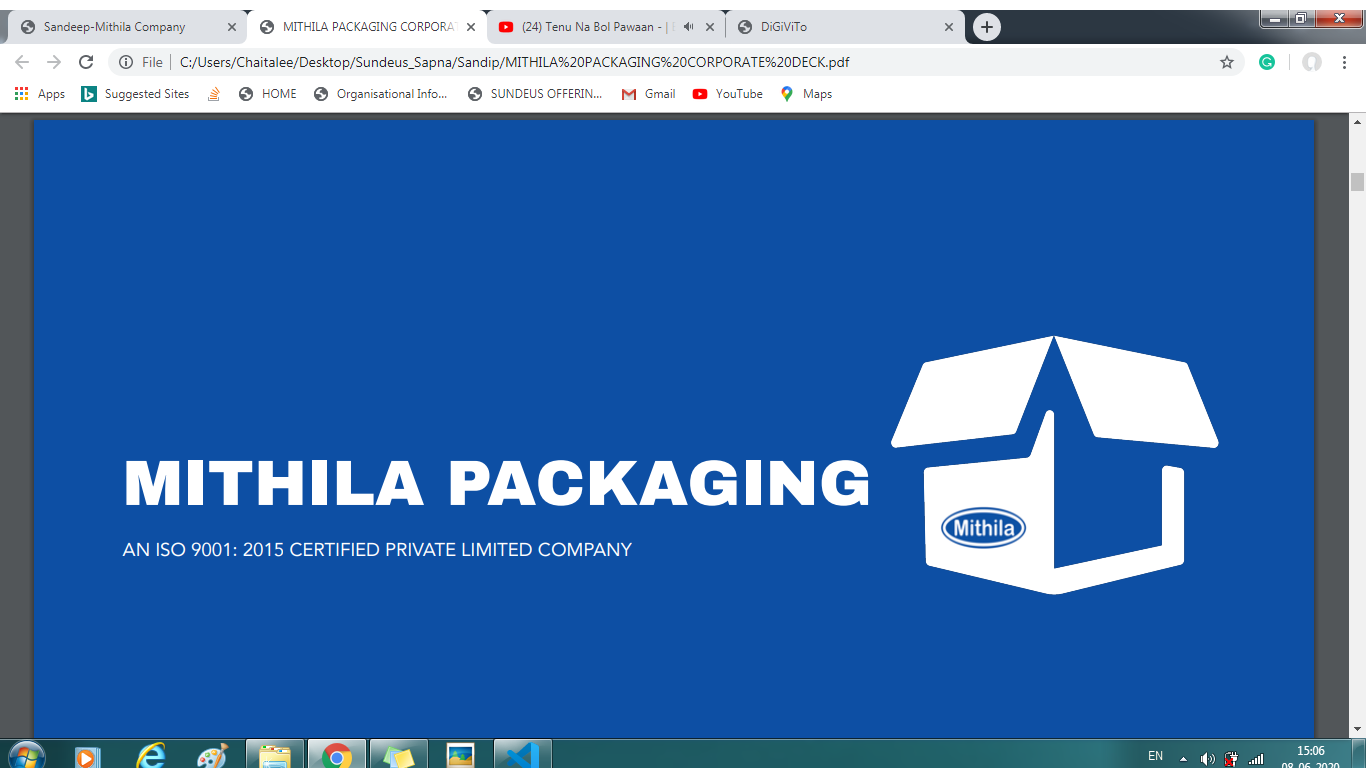 Sandeep-Mithila Company
MITHILA PACKAGING CORPORAT
(24) Tenu Na Bol Pawaan - |
DiGiViTo
File | C:/Users/Chaitalee/Desktop/Sundeus_Sapna/Sandip/MITHILA%20PACKAGING%20CORPORATE%20DECK.pdf
Apps
Suggested Sites
HOME
Organisational Info...
SUNDEUS OFFERIN...
Gmail
YouTube
Maps
MITHILA PACKAGING
AN ISO 9001: 2015 CERTIFIED PRIVATE LIMITED COMPANY
Mithila
EN
15:06
08-06-2020